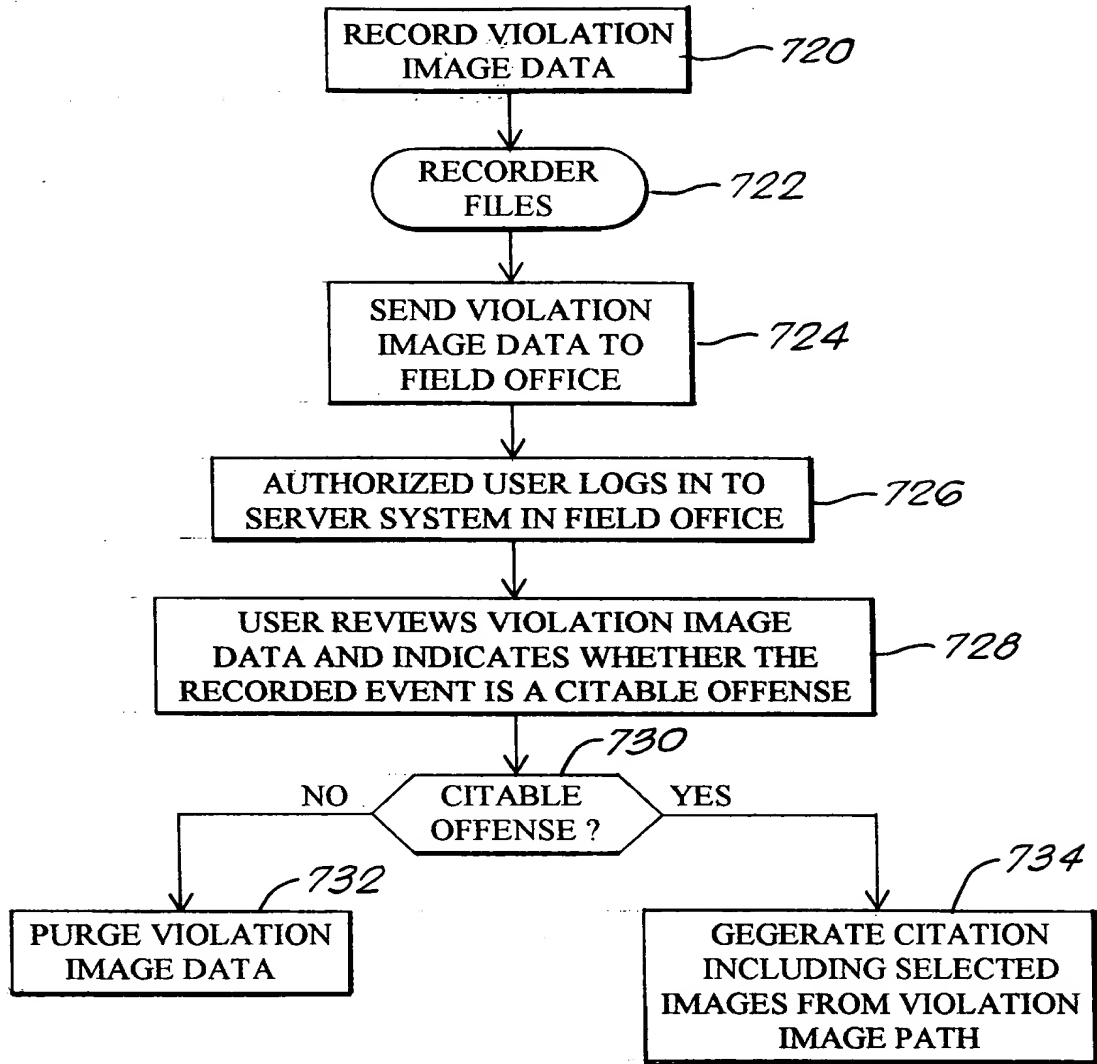 RECORD VIOLATION
IMAGE DATA
720
RECORDER
FILES
722
SEND VIOLATION
IMAGE DATA TO
FIELD OFFICE
724
AUTHORIZED USER LOGS IN TO
SERVER SYSTEM IN FIELD OFFICE
726
USER REVIEWS VIOLATION IMAGE
DATA AND INDICATES WHETHER THE
RECORDED EVENT IS A CITABLE OFFENSE
728
730
NO
CITABLE
OFFENSE ?
YES
732
PURGE VIOLATION
IMAGE DATA
734
GEGERATE CITATION
INCLUDING SELECTED
IMAGES FROM VIOLATION
IMAGE PATH